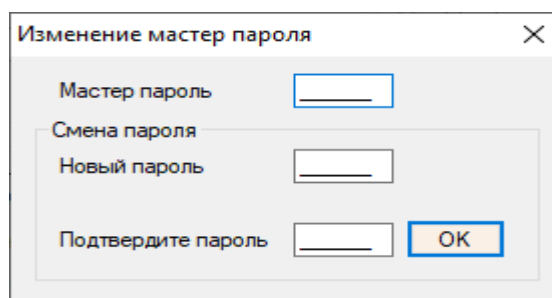 Изменение мастер пароля
Мастер пароль
Смена пароля
Новый пароль
Подтвердите пароль
OK